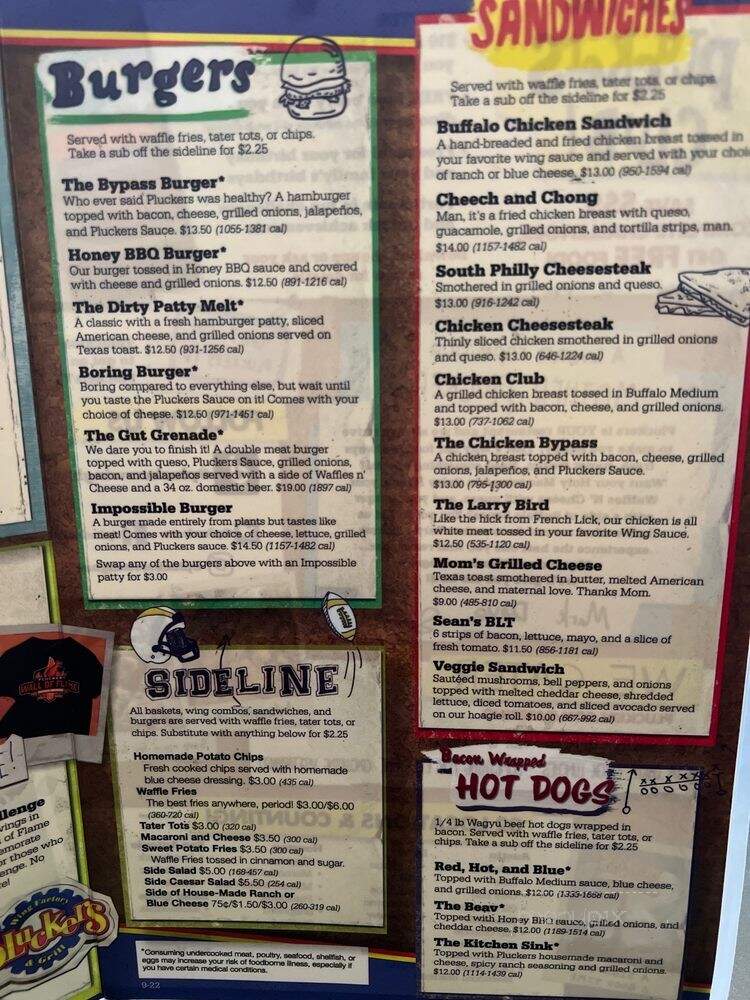 Burgers
Served with waffle fries, tater tots, or chips.
Take a sub off the sideline for $2.25
The Bypass Burger*
Who ever said Pluckers was healthy? A hamburger
topped with bacon, cheese, grilled onions, jalapeños,
and Pluckers Sauce. $13.50 (1055-1381 cal)
Honey BBQ Burger*
Our burger tossed in Honey BBQ sauce and covered
with cheese and grilled onions. $12.50 (891-1216 cal)
The Dirty Patty Melt*
A classic with a fresh hamburger patty, sliced
American cheese, and grilled onions served on
Texas toast. $12.50 (931-1256 cal)
Boring Burger*
Boring compared to everything else, but wait until
you taste the Pluckers Sauce on it! Comes with your
choice of cheese. $12.50 (971-1451 cal)
The Gut Grenade*
We dare you to finish it! A double meat burger
topped with queso, Pluckers Sauce, grilled onions,
bacon, and jalapeños served with a side of Waffles n'
Cheese and a 34 oz. domestic beer. $19.00 (1897 cal)
Impossible Burger
A burger made entirely from plants but tastes like
meat! Comes with your choice of cheese, lettuce, grilled
onions, and Pluckers sauce. $14.50 (1157-1482 cal)
Swap any of the burgers above with an Impossible
patty for $3.00
SIDELINE
All baskets, wing combos, sandwiches, and
burgers are served with waffle fries, tater tots, or
chips. Substitute with anything below for $2.25
Homemade Potato Chips
Fresh cooked chips served with homemade
blue cheese dressing. $3.00 (435 cal)
Waffle Fries
The best fries anywhere, period! $3.00/$6.00
(360-720 cal)
Tater Tots $3.00 (320 cal)
Macaroni and Cheese $3.50 (300 cal)
Sweet Potato Fries $3.50 (300 cal)
Waffle Fries tossed in cinnamon and sugar.
Side Salad $5.00 (168-457 cal)
Side Caesar Salad $5.50 (254 cal)
Side of House-Made Ranch or
Blue Cheese 75¢/$1.50/$3.00 (260-319 cal)
*Consuming undercooked meat, poultry, seafood, shellfish, or
eggs may increase your risk of foodborne illness, especially if
you have certain medical conditions.
9-22
SANDWICHES
Served with waffle fries, tater tots, or chips.
Take a sub off the sideline for $2.25
Buffalo Chicken Sandwich
A hand-breaded and fried chicken breast tossed in
your favorite wing sauce and served with your choi
of ranch or blue cheese. $13.00 (950-1594 cal)
Cheech and Chong
Man, it's a fried chicken breast with queso,
guacamole, grilled onions, and tortilla strips, man.
$14.00 (1157-1482 cal)
South Philly Cheesesteak
Smothered in grilled onions and queso.
$13.00 (916-1242 cal)
Chicken Cheesesteak
Thinly sliced chicken smothered in grilled onions
and queso. $13.00 (646-1224 cal)
Chicken Club
A grilled chicken breast tossed in Buffalo Medium
and topped with bacon, cheese, and grilled onions.
$13.00 (737-1062 cal)
The Chicken Bypass
A chicken breast topped with bacon, cheese, grilled
onions, jalapeños, and Pluckers Sauce.
$13.00 (795-1300 cal)
The Larry Bird
Like the hick from French Lick, our chicken is all
white meat tossed in your favorite Wing Sauce.
$12.50 (535-1120 cal)
Mom's Grilled Cheese
Texas toast smothered in butter, melted American
cheese, and maternal love. Thanks Mom.
$9.00 (485-810 cal)
Sean's BLT
6 strips of bacon, lettuce, mayo, and a slice of
fresh tomato. $11.50 (856-1181 cal)
Veggie Sandwich
Sautéed mushrooms, bell peppers, and onions
topped with melted cheddar cheese, shredded
lettuce, diced tomatoes, and sliced avocado served
on our hoagie roll. $10.00 (667-992 cal)
Bacon Wrapped
HOT DOGS
1/4 lb Wagyu beef hot dogs wrapped in
bacon. Served with waffle fries, tater tots, or
chips. Take a sub off the sideline for $2.25
Red, Hot, and Blue*
Topped with Buffalo Medium sauce, blue cheese,
and grilled onions. $12.00 (1333-1658 cal)
The Beav*
Topped with Honey BBQ sauce, grilled onions, and
cheddar cheese. $12.00 (1189-1514 cal)
The Kitchen Sink*
Topped with Pluckers housemade macaroni and
cheese, spicy ranch seasoning and grilled onions.
$12.00 (1114-1439 cal)
WALL OF FLAME
llenge
wings in
of Flame
emorate
or those who
enge. No
Wing Factory
Pluckers
& Grill